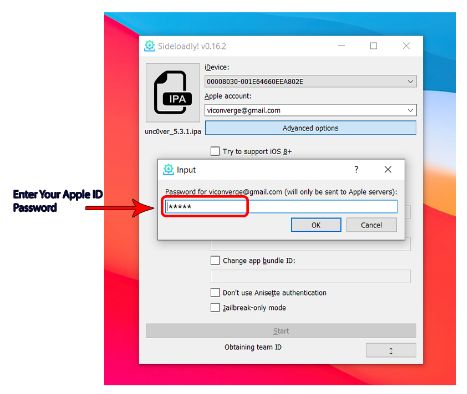 Sideloadly! v0.16.2
iDevice:
00008030-001E64660EEA802E
Apple account:
IPA
viconverge@gmail.com
unc0ver_5.3.1.ipa
Advanced options
Try to support iOS 8+
Input
? X
Password for viconverge@gmail.com (will only be sent to Apple servers):
Enter Your Apple ID
Password
*****
OK Cancel
Change app bundle ID:
Don't use Anisette authentication
Jailbreak-only mode
Start
Obtaining team ID